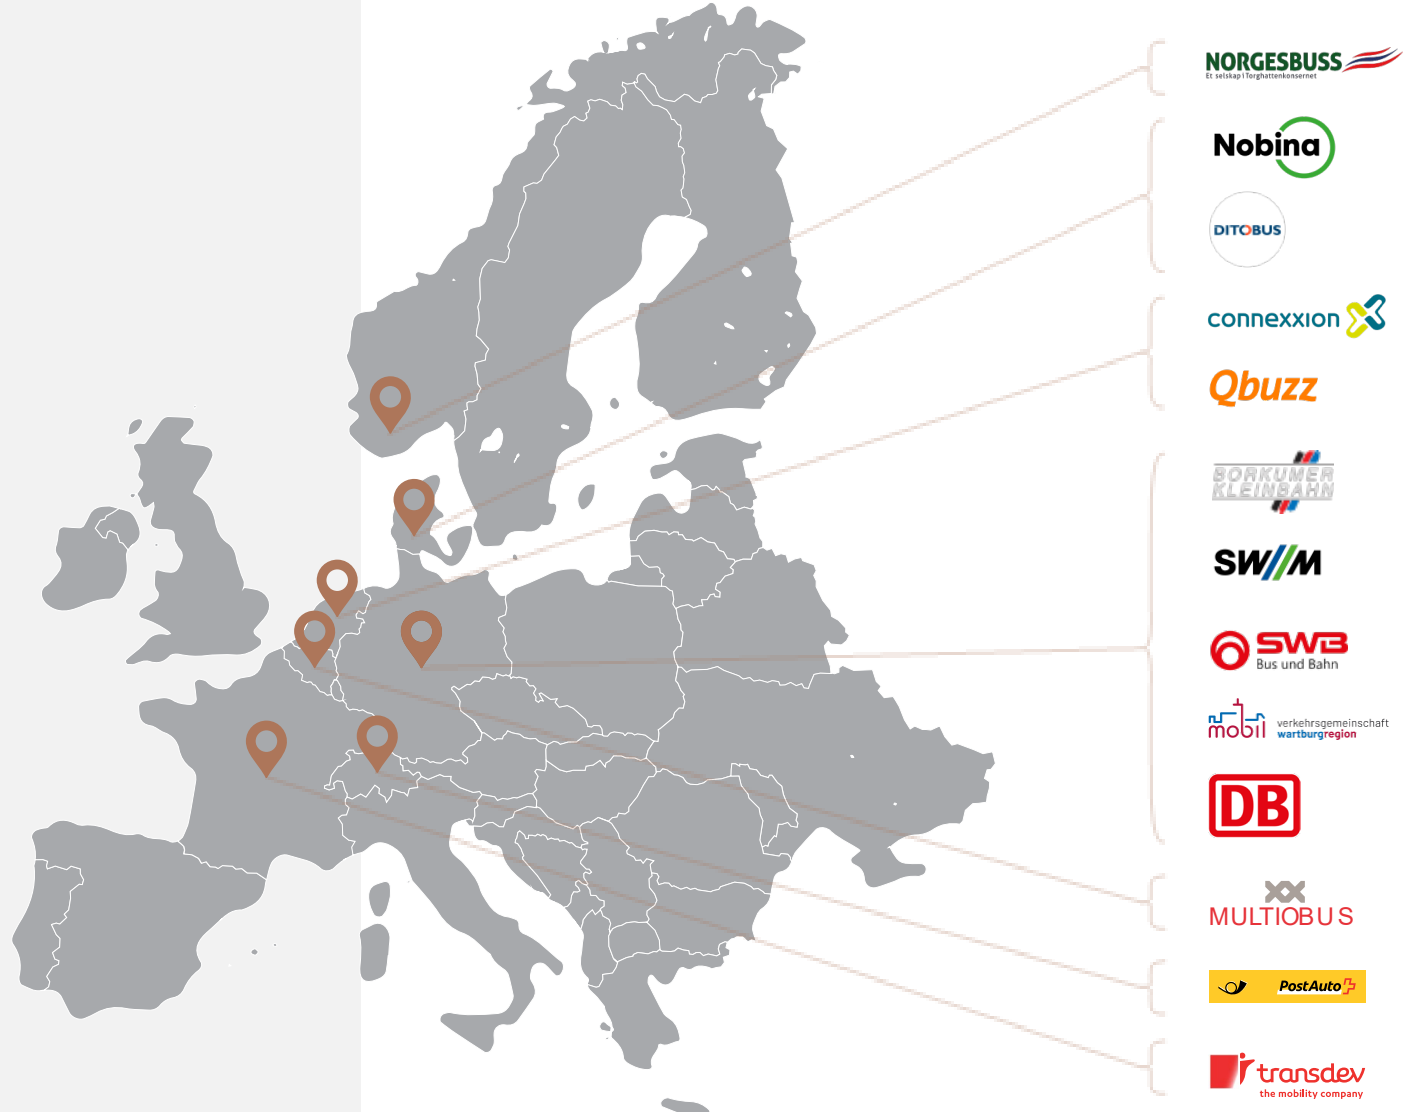 NORGESBUSS
Et selskap i Torghattenkonsernet
Nobina
DITOBUS
connexxion
Qbuzz
BORKUMER
KLEINBAHN
SW//M
SWB
Bus und Bahn
mobil
verkehrsgemeinschaft
wartburgregion
DB
MULTIOBUS
PostAuto
transdev
the mobility company